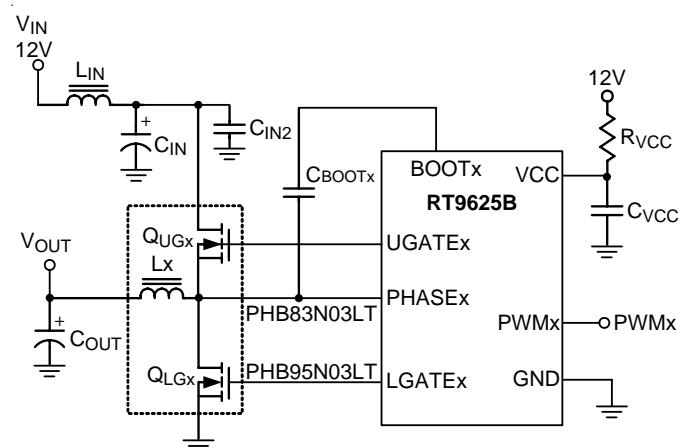 VIN
12V
LIN
CIN
CIN2
CBOOTx
BOOTx
RT9625B
VCC
12V
RVCC
CVCC
VOUT
QUGx
UGATEx
Lx
PHASEx
PHB83N03LT
COUT
PWMx
PWMx
QLGx
PHB95N03LT
LGATEx
GND